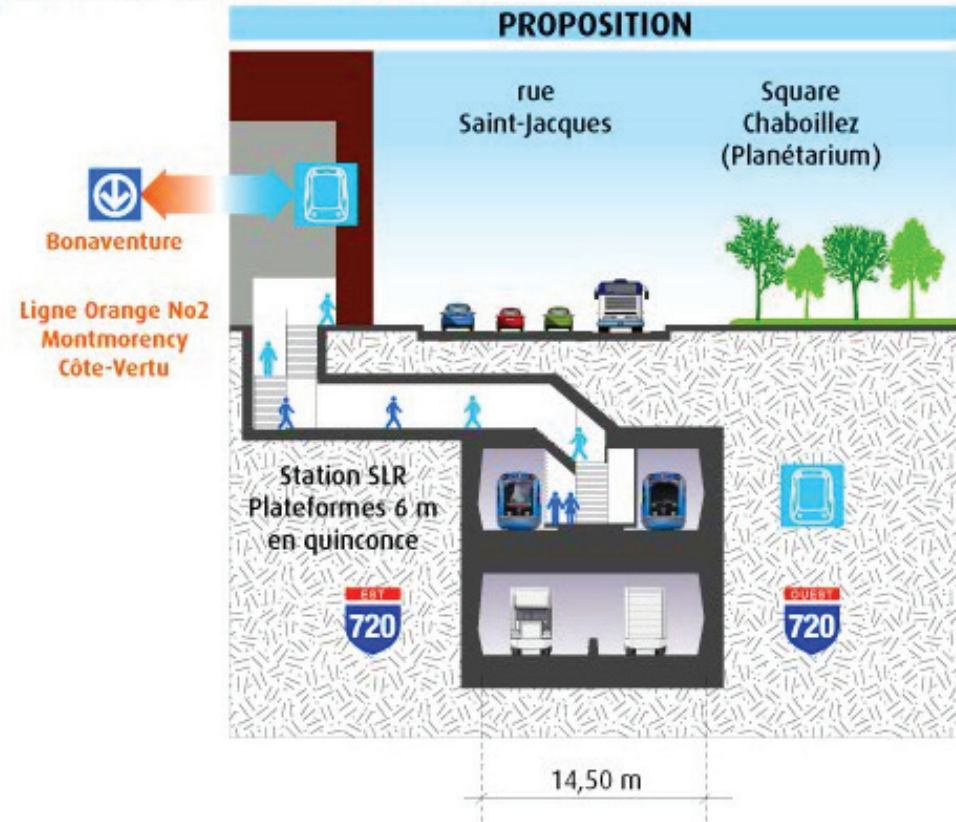 PROPOSITION
rue
Saint-Jacques
Square
Chaboillez
(Planétarium)
Bonaventure
Ligne Orange No2
Montmorency
Côte-Vertu
Station SLR
Plateformes 6 m
en quinconce
EST
720
OUEST
720
14,50 m